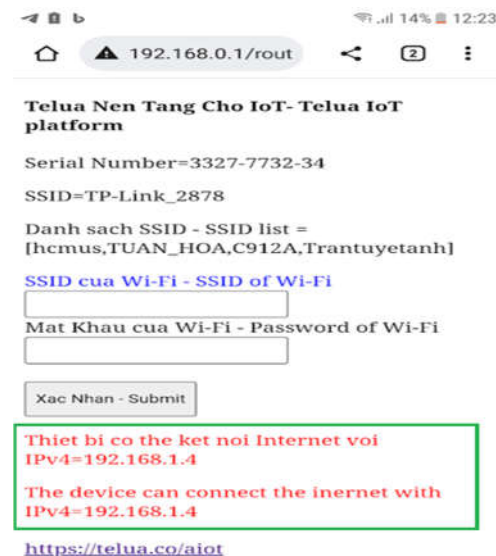 14% 12:23
192.168.0.1/rout
2
Telua Nen Tang Cho IoT- Telua IoT
platform
Serial Number=3327-7732-34
SSID=TP-Link_2878
Danh sach SSID - SSID list =
[hcmus,TUAN_HOA,C912A,Trantuyetanh]
SSID cua Wi-Fi - SSID of Wi-Fi
Mat Khau cua Wi-Fi - Password of Wi-Fi
Xac Nhan - Submit
Thiet bi co the ket noi Internet voi
IPv4=192.168.1.4
The device can connect the inernet with
IPv4=192.168.1.4
https://telua.co/aiot